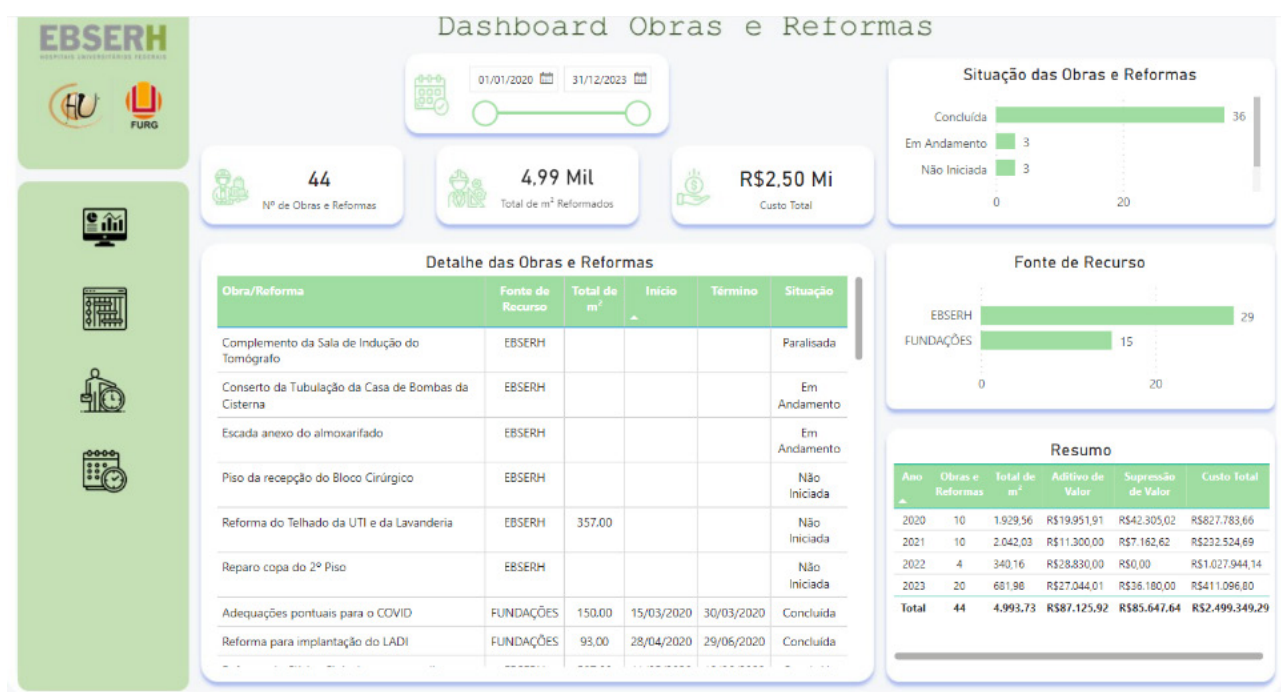 EBSERH
HOSPITAIS UNIVERSITÁRIOS FEDERAIS
HU
FURG
Dashboard Obras e Reformas
01/01/2020 31/12/2023
44
Nº de Obras e Reformas
4,99 Mil
Total de m² Reformados
R$2,50 Mi
Custo Total
Situação das Obras e Reformas
Concluída 36
Em Andamento 3
Não Iniciada 3
0 20
Detalhe das Obras e Reformas
Obra/Reforma Fonte de Recurso Total de m² Início Término Situação
Complemento da Sala de Indução do EBSERH Paralisada
Tomógrafo
Conserto da Tubulação da Casa de Bombas da EBSERH Em
Cisterna Andamento
Escada anexo do almoxarifado EBSERH Em
Andamento
Piso da recepção do Bloco Cirúrgico EBSERH Não
Iniciada
Reforma do Telhado da UTI e da Lavanderia EBSERH 357,00 Não
Iniciada
Reparo copa do 2º Piso EBSERH Não
Iniciada
Adequações pontuais para o COVID FUNDAÇÕES 150,00 15/03/2020 30/03/2020 Concluída
Reforma para implantação do LADI FUNDAÇÕES 93,00 28/04/2020 29/06/2020 Concluída
Fonte de Recurso
EBSERH 29
FUNDAÇÕES 15
0 20
Resumo
Ano Obras e Reformas Total de m² Aditivo de Valor Supressão de Valor Custo Total
2020 10 1.929,56 R$19.951,91 R$42.305,02 R$827.783,66
2021 10 2.042,03 R$11.300,00 R$7.162,62 R$232.524,69
2022 4 340,16 R$28.830,00 R$0,00 R$1.027.944,14
2023 20 681,98 R$27.044,01 R$36.180,00 R$411.096,80
Total 44 4.993,73 R$87.125,92 R$85.647,64 R$2.499.349,29